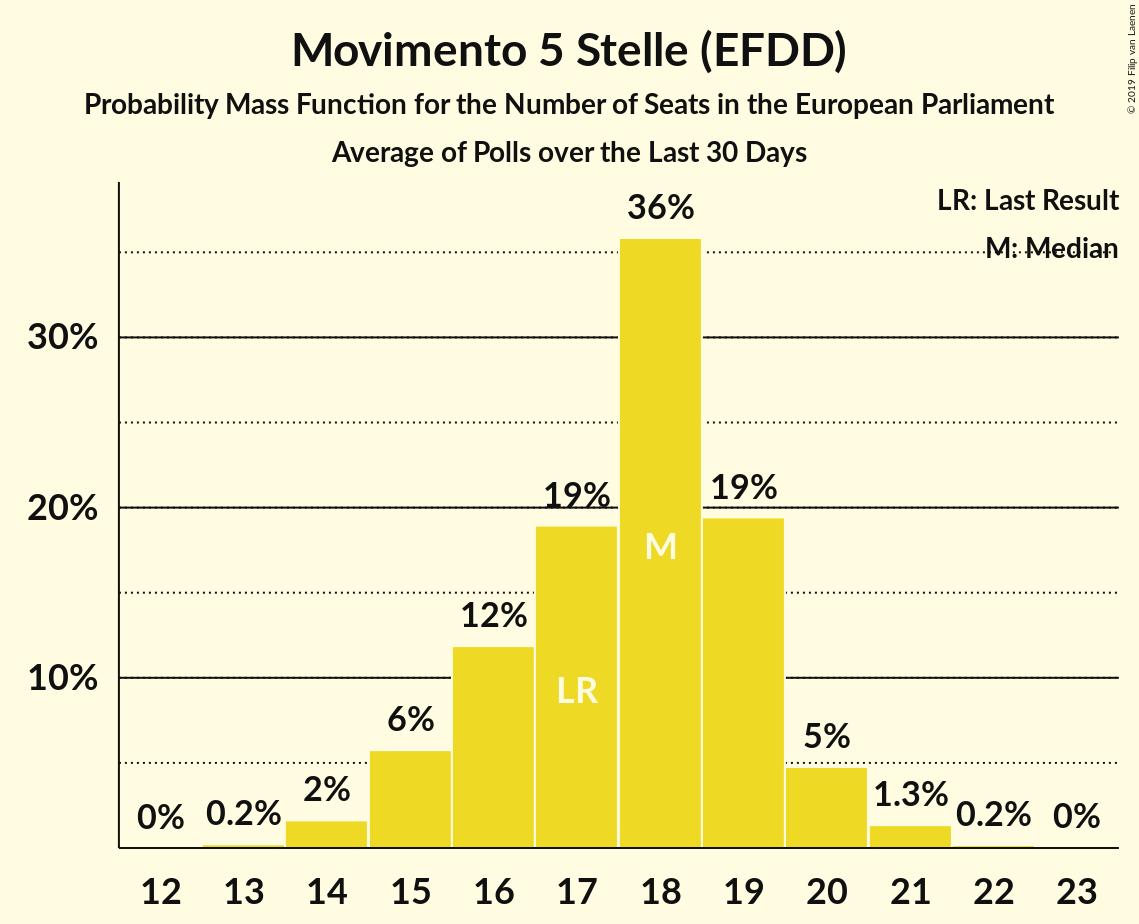 Movimento 5 Stelle (EFDD)
Probability Mass Function for the Number of Seats in the European Parliament
Average of Polls over the Last 30 Days
© 2019 Filip van Laenen
LR: Last Result
M: Median
30%
20%
10%
0%
0.2%
2%
6%
12%
19%
36%
19%
5%
1.3%
0.2%
0%
LR
M
12 13 14 15 16 17 18 19 20 21 22 23